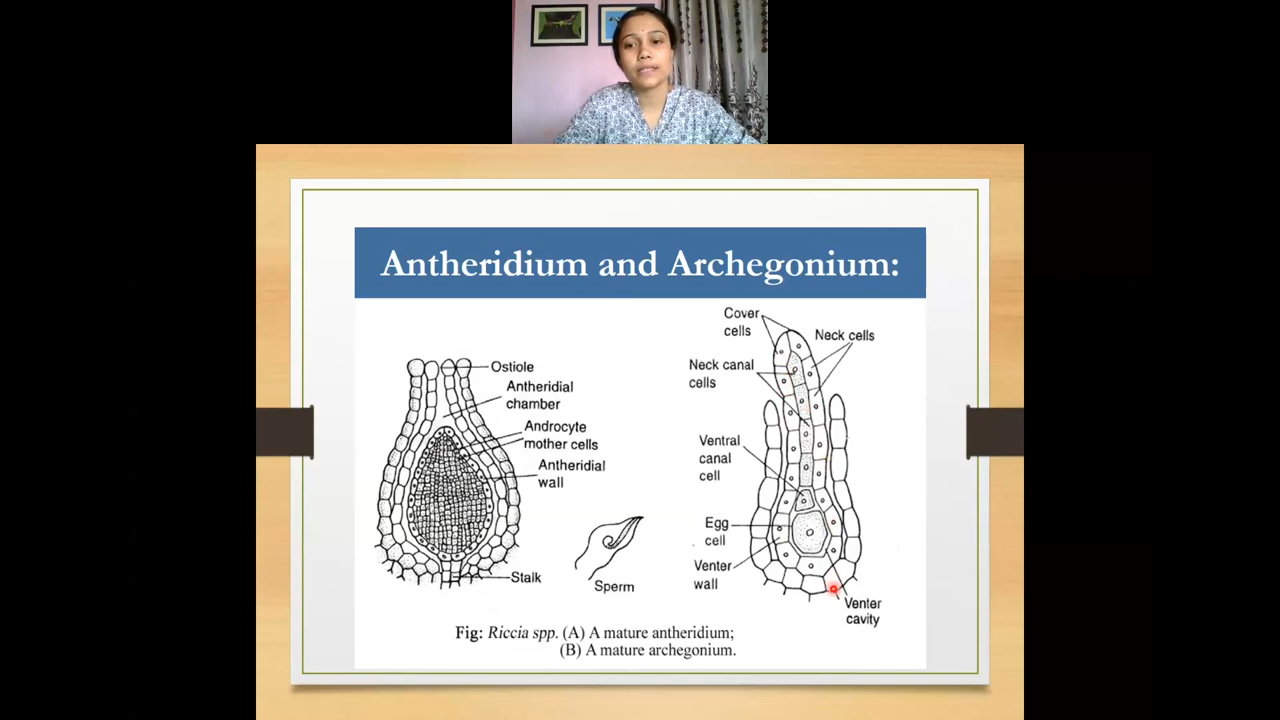 Antheridium and Archegonium:
Ostiole
Antheridial
chamber
Androcyte
mother cells
Antheridial
wall
Stalk
Sperm
Cover
cells
Neck cells
Neck canal
cells
Ventral
canal
cell
Egg
cell
Venter
wall
Venter
cavity
Fig: Riccia spp. (A) A mature antheridium;
(B) A mature archegonium.